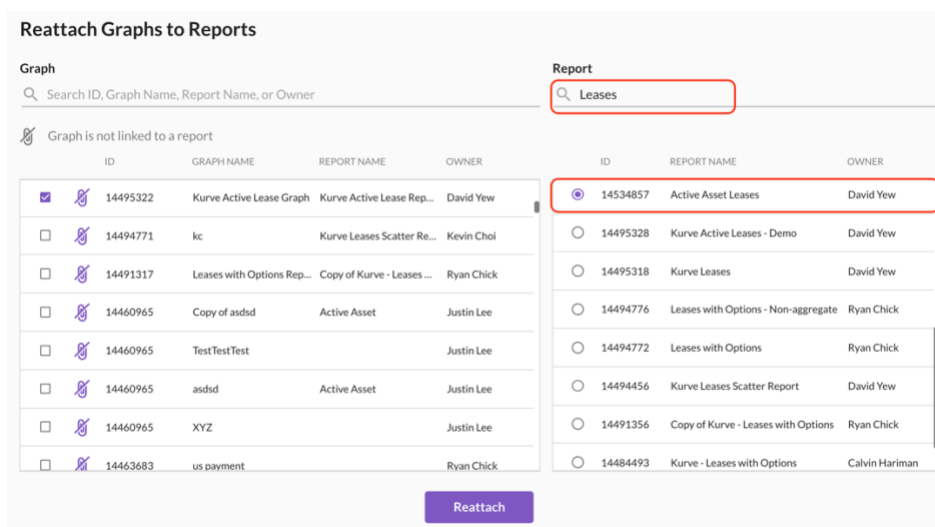 Reattach Graphs to Reports
Graph
Search ID, Graph Name, Report Name, or Owner
Graph is not linked to a report
ID GRAPH NAME REPORT NAME OWNER
14495322 Kurve Active Lease Graph Kurve Active Lease Rep... David Yew
14494771 kc Kurve Leases Scatter Re... Kevin Choi
14491317 Leases with Options Rep... Copy of Kurve - Leases ... Ryan Chick
14460965 Copy of asdsd Active Asset Justin Lee
14460965 TestTestTest Justin Lee
14460965 asdsd Active Asset Justin Lee
14460965 XYZ Justin Lee
14463683 us payment Ryan Chick
Report
Leases
ID REPORT NAME OWNER
14534857 Active Asset Leases David Yew
14495328 Kurve Active Leases - Demo David Yew
14495318 Kurve Leases David Yew
14494776 Leases with Options - Non-aggregate Ryan Chick
14494772 Leases with Options Ryan Chick
14494456 Kurve Leases Scatter Report David Yew
14491356 Copy of Kurve - Leases with Options Ryan Chick
14484493 Kurve - Leases with Options Calvin Hariman
Reattach